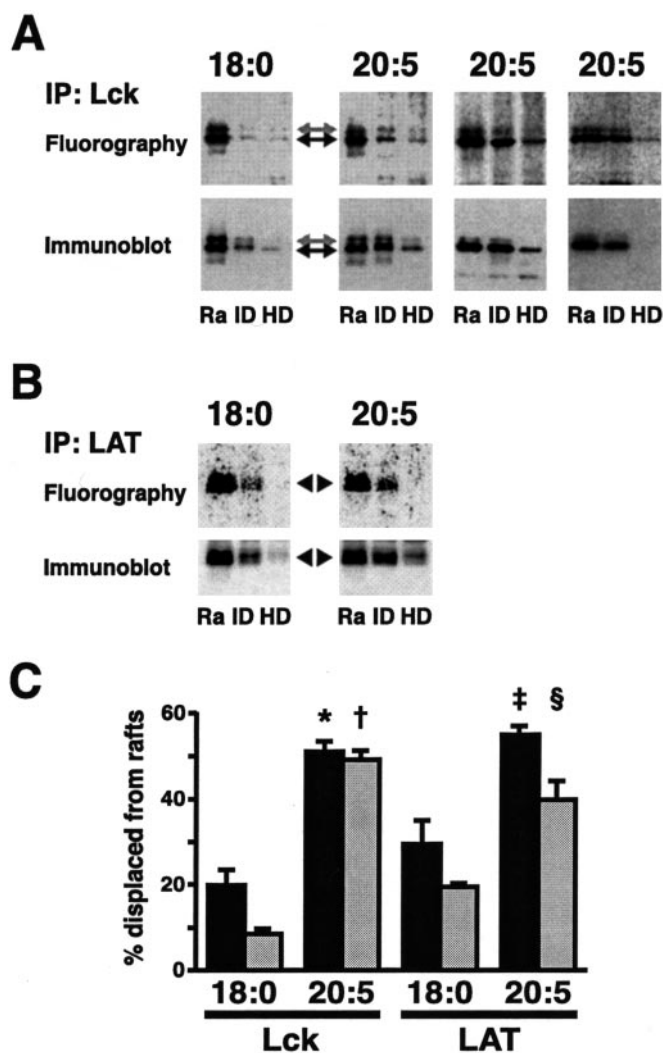 A
18:0 20:5 20:5 20:5
IP: Lck
Fluorography
Immunoblot
Ra ID HD Ra ID HD Ra ID HD Ra ID HD
B
18:0 20:5
IP: LAT
Fluorography
Immunoblot
Ra ID HD Ra ID HD
C
% displaced from rafts
60
40
20
0
* † ‡ §
18:0 20:5 18:0 20:5
Lck LAT